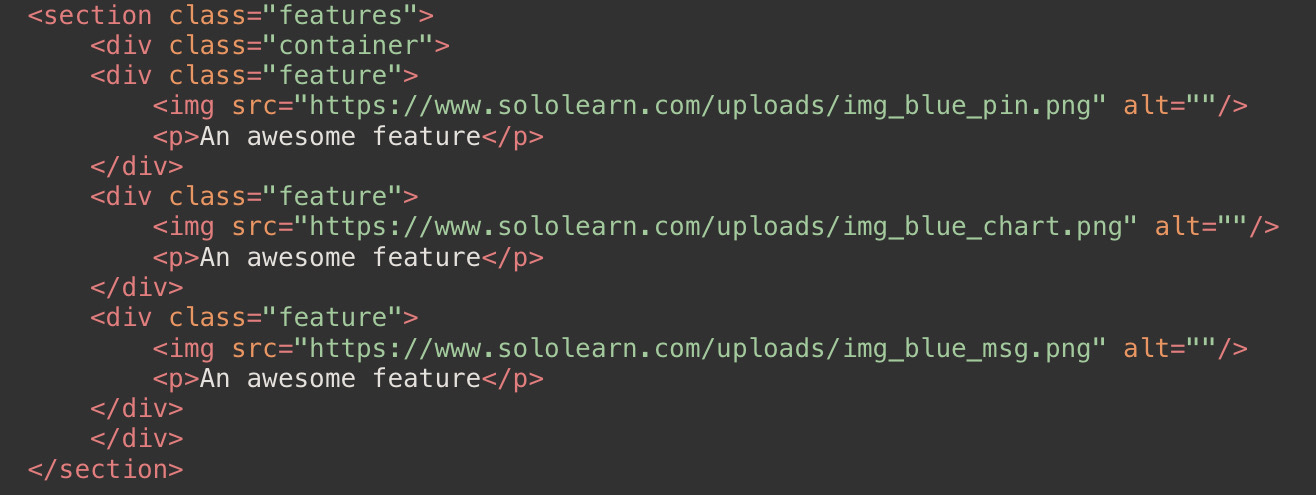 <section class="features">
    <div class="container">
    <div class="feature">
        <img src="https://www.sololearn.com/uploads/img_blue_pin.png" alt=""/>
        <p>An awesome feature</p>
    </div>
    <div class="feature">
        <img src="https://www.sololearn.com/uploads/img_blue_chart.png" alt=""/>
        <p>An awesome feature</p>
    </div>
    <div class="feature">
        <img src="https://www.sololearn.com/uploads/img_blue_msg.png" alt=""/>
        <p>An awesome feature</p>
    </div>
    </div>
</section>